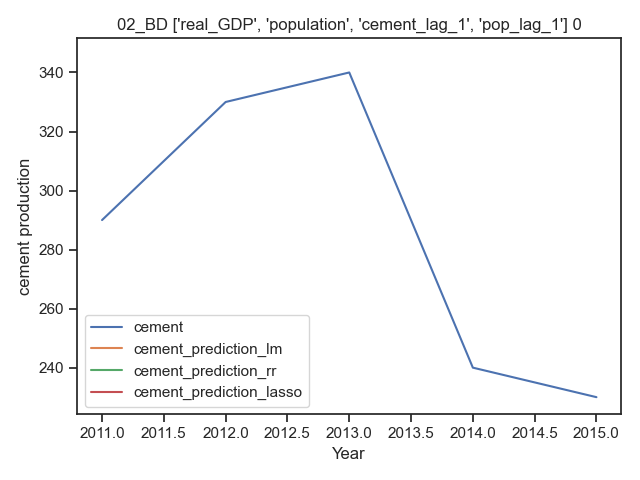 02_BD ['real_GDP', 'population', 'cement_lag_1', 'pop_lag_1'] 0
340
320
300
280
260
240
cement production
cement
cement_prediction_lm
cement_prediction_rr
cement_prediction_lasso
2011.0 2011.5 2012.0 2012.5 2013.0 2013.5 2014.0 2014.5 2015.0
Year